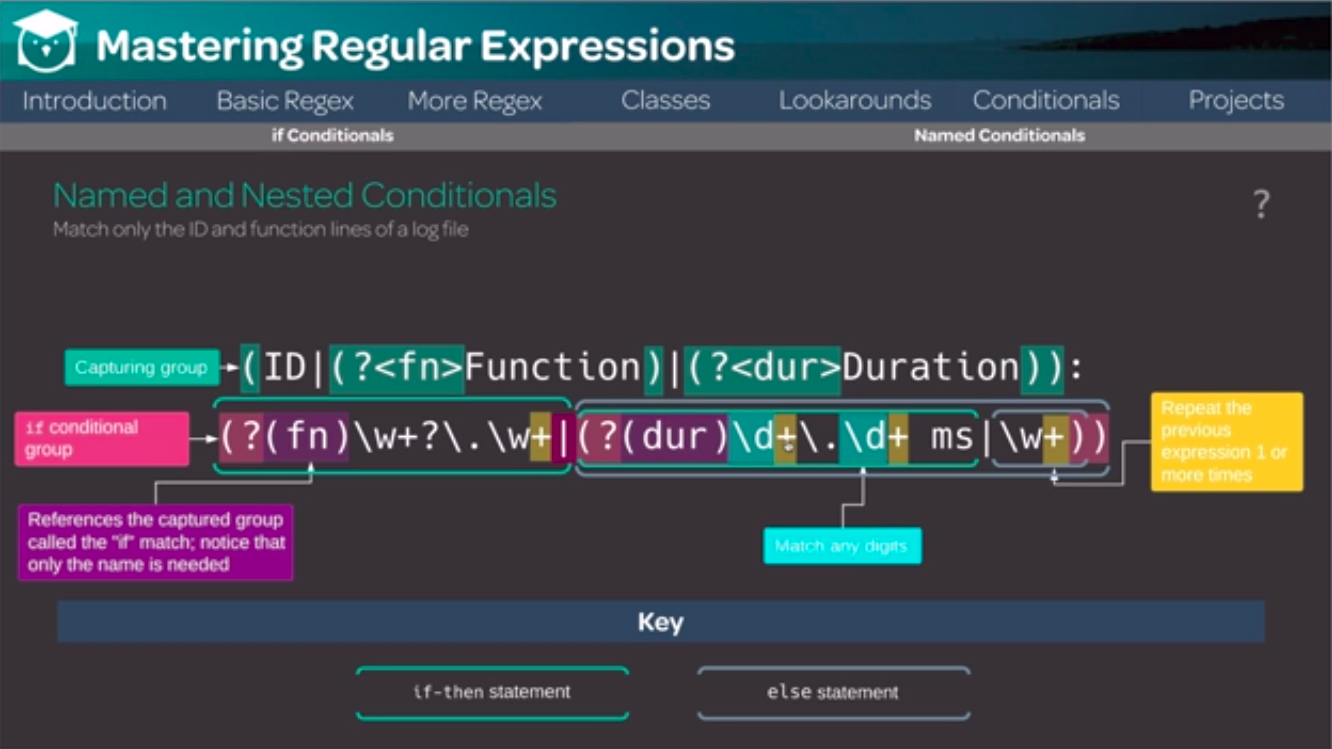 Mastering Regular Expressions
Introduction Basic Regex More Regex Classes Lookarounds Conditionals Projects
if Conditionals Named Conditionals
Named and Nested Conditionals
?
Match only the ID and function lines of a log file
Capturing group
(ID|(?<fn>Function)|(?<dur>Duration)):
if conditional
group
(?(fn)\w+?\.\w+|(?(dur)\d+\.\d+ ms|\w+))
Repeat the
previous
expression 1 or
more times
References the captured group
called the "if" match; notice that
only the name is needed
Match any digits
Key
if-then statement
else statement